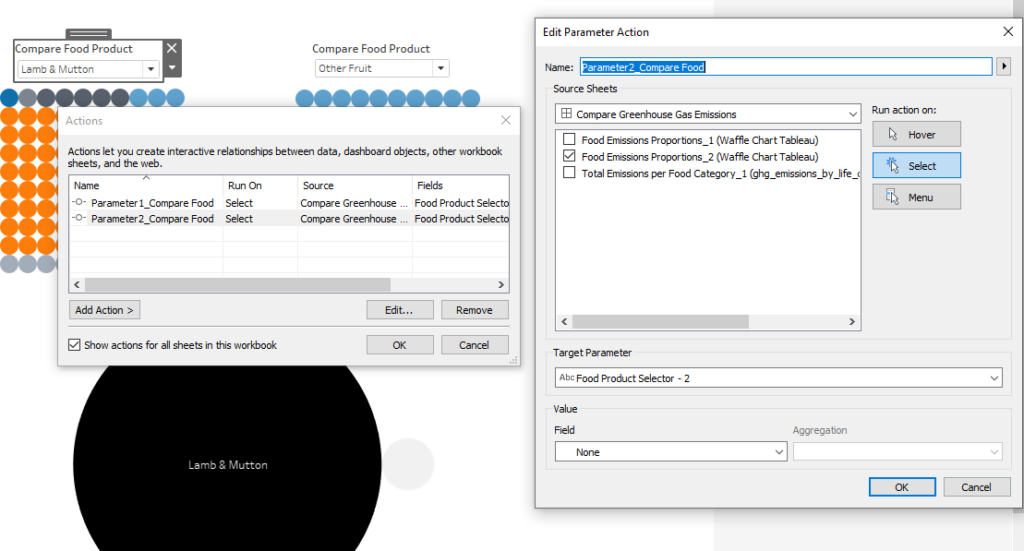 Compare Food Product
Lamb & Mutton
Compare Food Product
Other Fruit
Actions
Actions let you create interactive relationships between data, dashboard objects, other workbook
sheets, and the web.
Name Run On Source Fields
Parameter1_Compare Food Select Compare Greenhouse ... Food Product Selecto
Parameter2_Compare Food Select Compare Greenhouse ... Food Product Selecto
Add Action >
Edit...
Remove
Show actions for all sheets in this workbook
OK
Cancel
Lamb & Mutton
Edit Parameter Action
Name: Parameter2_Compare Food
Source Sheets
Compare Greenhouse Gas Emissions
Food Emissions Proportions_1 (Waffle Chart Tableau)
Food Emissions Proportions_2 (Waffle Chart Tableau)
Total Emissions per Food Category_1 (ghg_emissions_by_life_c
Run action on:
Hover
Select
Menu
Target Parameter
Abc Food Product Selector - 2
Value
Field Aggregation
None
OK
Cancel